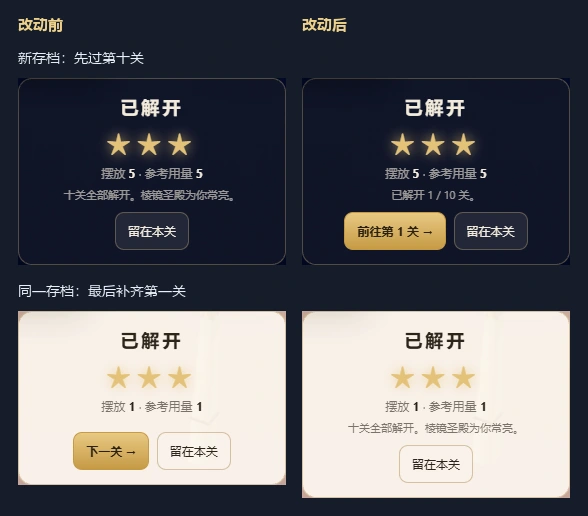 改动前
改动后
新存档：先过第十关
已解开
摆放 5 · 参考用量 5
十关全部解开。棱镜圣殿为你常亮。
留在本关
已解开
摆放 5 · 参考用量 5
已解开 1 / 10 关。
前往第 1 关 →
留在本关
同一存档：最后补齐第一关
已解开
摆放 1 · 参考用量 1
下一关 →
留在本关
已解开
摆放 1 · 参考用量 1
十关全部解开。棱镜圣殿为你常亮。
留在本关